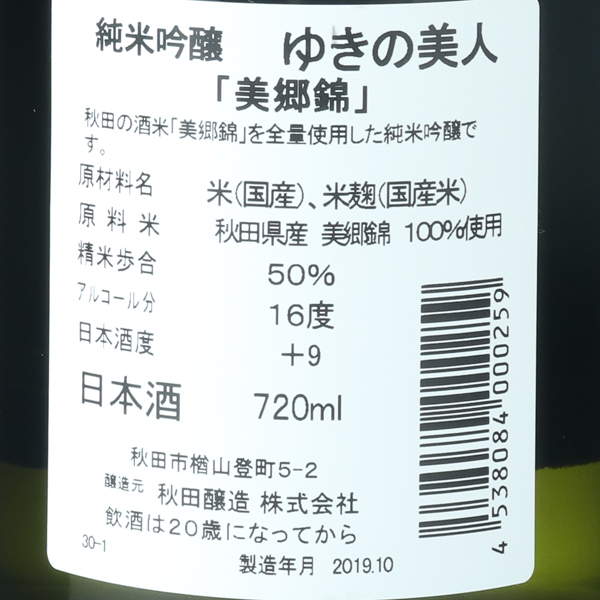 純米吟醸 ゆきの美人
「美郷錦」
秋田の酒米「美郷錦」を全量使用した純米吟醸で
す。
原材料名 米(国産)、米麹(国産米)
原料米 秋田県産 美郷錦 100%使用
精米歩合 50%
アルコール分 16度
日本酒度 +9
日本酒 720ml
秋田市楢山登町5-2
醸造元 秋田醸造 株式会社
飲酒は20歳になってから
30-1
製造年月 2019.10
4 538084 000259